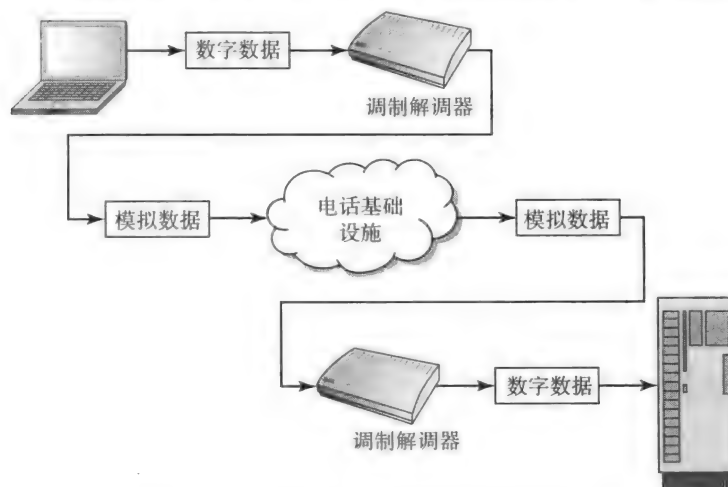 数字数据
调制解调器
模拟数据
电话基础
设施
模拟数据
数字数据
调制解调器